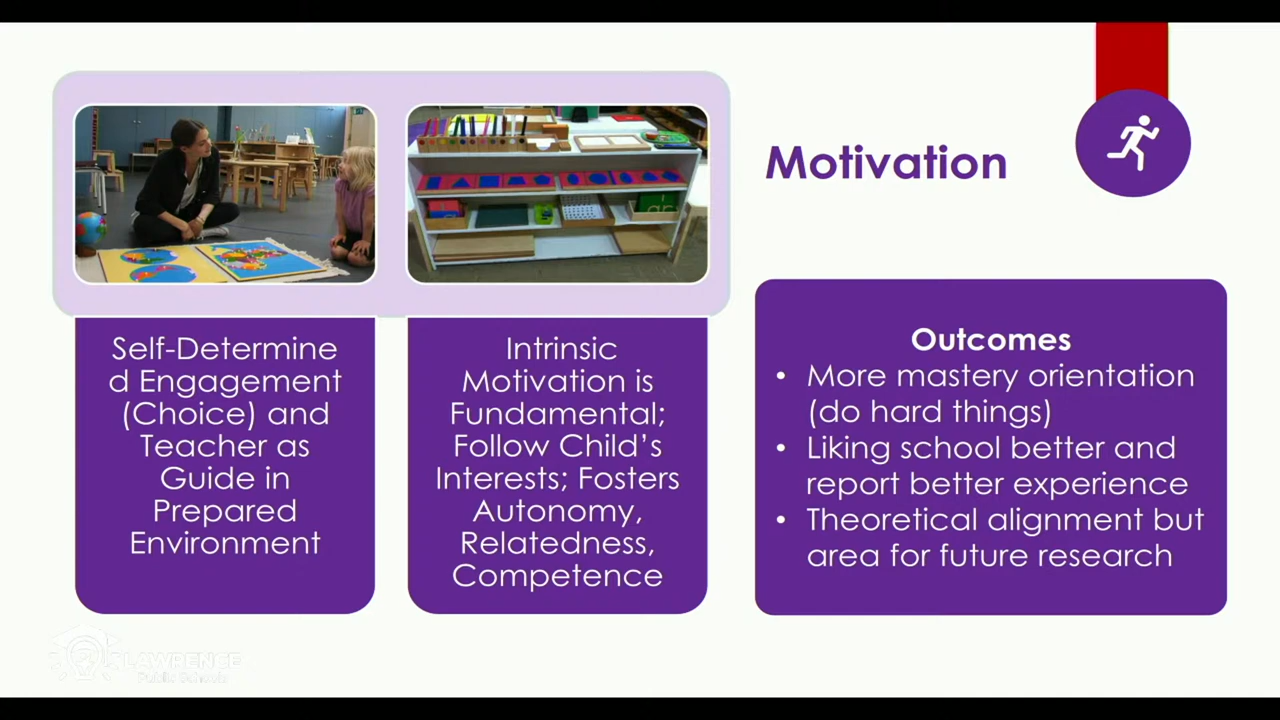 Motivation
Self-Determine
d Engagement
(Choice) and
Teacher as
Guide in
Prepared
Environment
Intrinsic
Motivation is
Fundamental;
Follow Child's
Interests; Fosters
Autonomy,
Relatedness,
Competence
Outcomes
• More mastery orientation
(do hard things)
• Liking school better and
report better experience
• Theoretical alignment but
area for future research
LAWRENCE
Public Schools